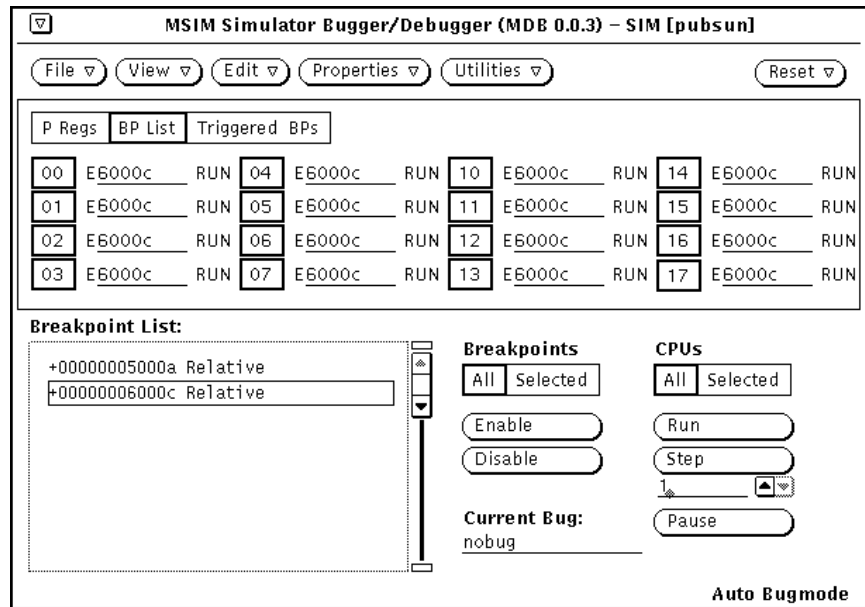 MSIM Simulator Bugger/Debugger (MDB 0.0.3) – SIM [pubsun]
File View Edit Properties Utilities Reset
P Regs BP List Triggered BPs
00 E6000c RUN 04 E6000c RUN 10 E6000c RUN 14 E6000c RUN
01 E6000c RUN 05 E6000c RUN 11 E6000c RUN 15 E6000c RUN
02 E6000c RUN 06 E6000c RUN 12 E6000c RUN 16 E6000c RUN
03 E6000c RUN 07 E6000c RUN 13 E6000c RUN 17 E6000c RUN
Breakpoint List:
+00000005000a Relative
+00000006000c Relative
Breakpoints
All Selected
Enable
Disable
Current Bug:
nobug
CPUs
All Selected
Run
Step
1
Pause
Auto Bugmode